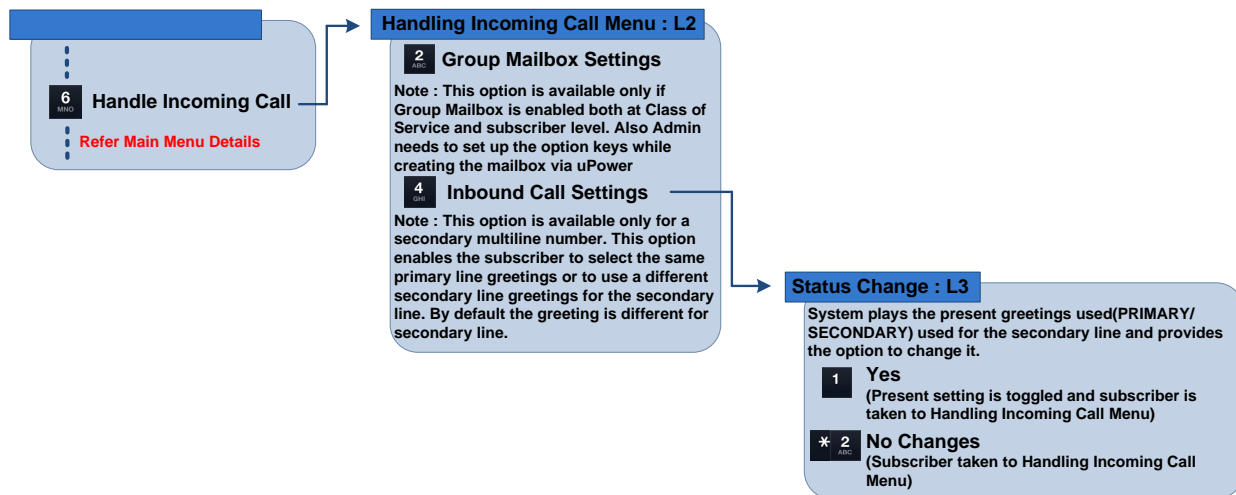 6
MNO
Handle Incoming Call
Refer Main Menu Details
Handling Incoming Call Menu : L2
2
ABC
Group Mailbox Settings
Note : This option is available only if
Group Mailbox is enabled both at Class of
Service and subscriber level. Also Admin
needs to set up the option keys while
creating the mailbox via uPower
4
GHI
Inbound Call Settings
Note : This option is available only for a
secondary multiline number. This option
enables the subscriber to select the same
primary line greetings or to use a different
secondary line greetings for the secondary
line. By default the greeting is different for
secondary line.
Status Change : L3
System plays the present greetings used(PRIMARY/
SECONDARY) used for the secondary line and provides
the option to change it.
1
Yes
(Present setting is toggled and subscriber is
taken to Handling Incoming Call Menu)
* 2
ABC
No Changes
(Subscriber taken to Handling Incoming Call
Menu)